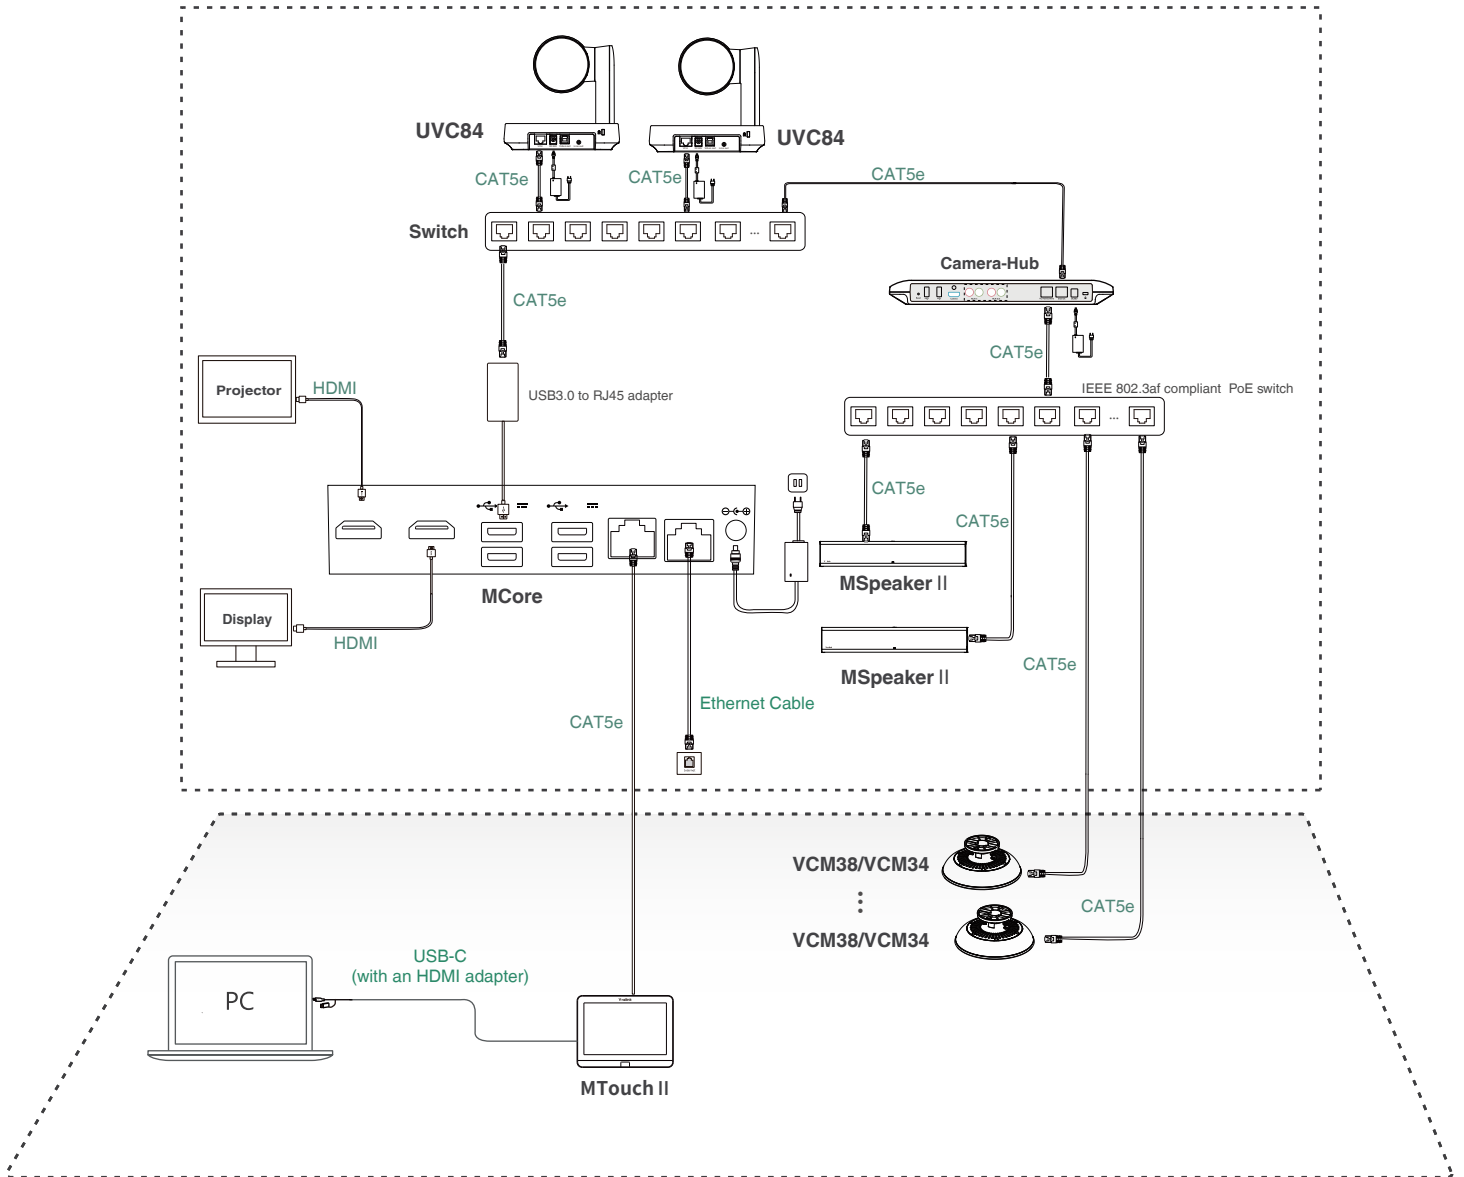 UVC84
UVC84
CAT5e
CAT5e
CAT5e
Switch
...
Camera-Hub
CAT5e
CAT5e
Projector
HDMI
USB3.0 to RJ45 adapter
IEEE 802.3af compliant PoE switch
...
CAT5e
CAT5e
MSpeaker II
MCore
Display
HDMI
MSpeaker II
CAT5e
Ethernet Cable
CAT5e
VCM38/VCM34
VCM38/VCM34
CAT5e
USB-C
(with an HDMI adapter)
PC
Yealink
MTouch II